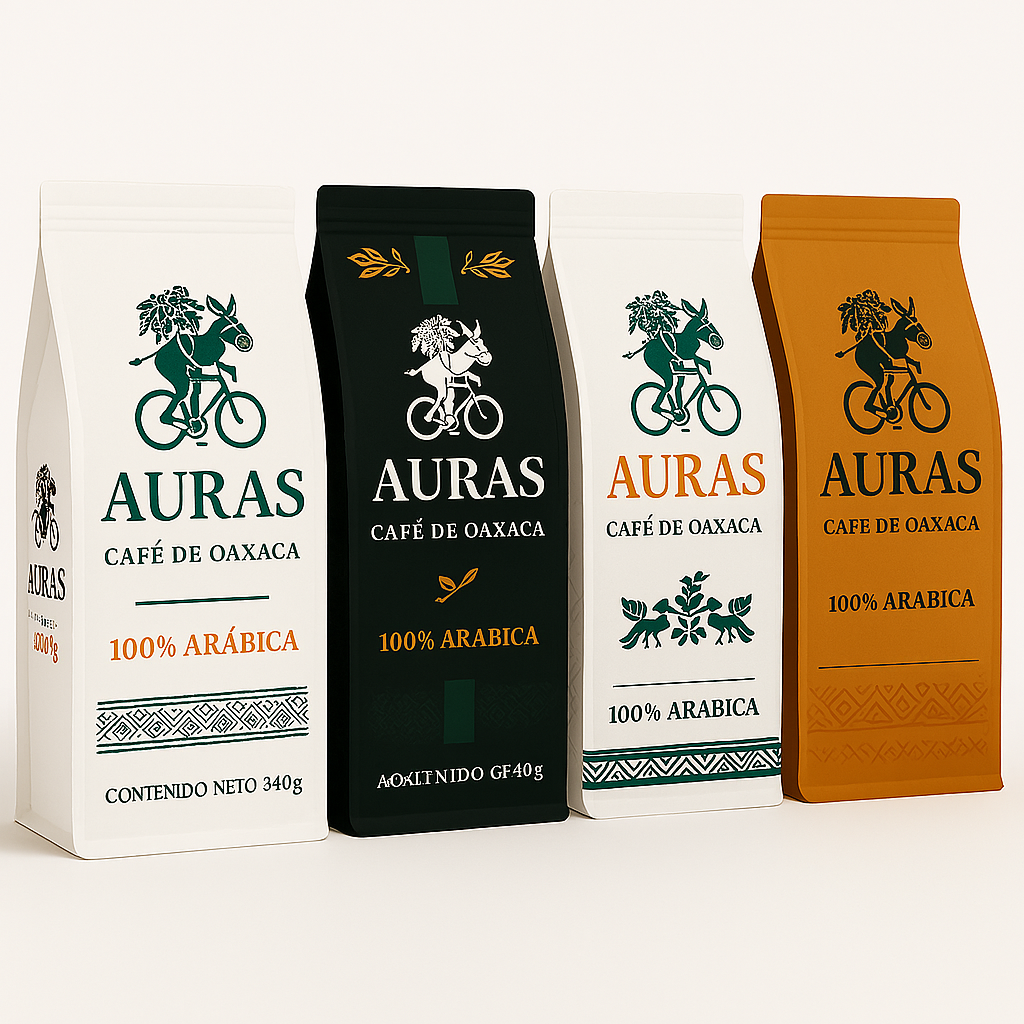 AURAS
CAFÉ DE OAXACA
100% ARÁBICA
CONTENIDO NETO 340g
AURAS
AURAS
CAFÉ DE OAXACA
100% ARABICA
AURAS
CAFÉ DE OAXACA
100% ARABICA
AURAS
CAFE DE OAXACA
100% ARABICA